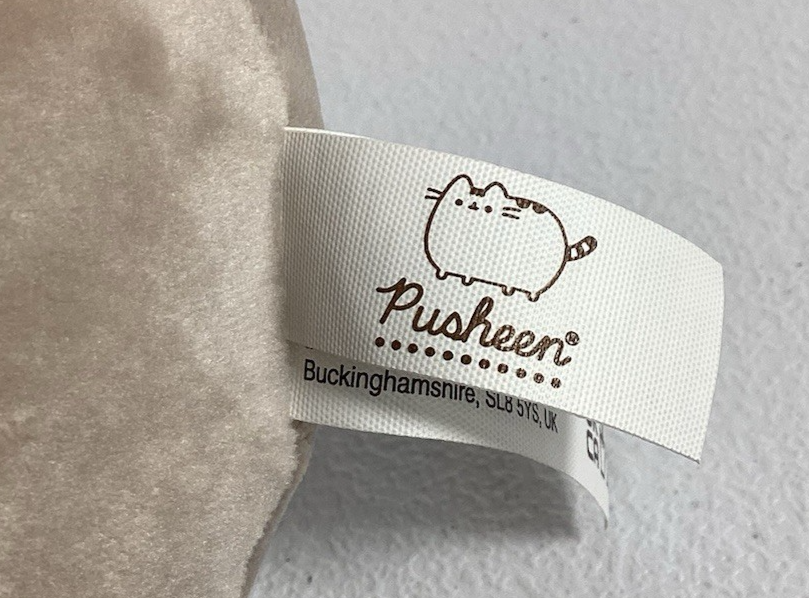 Pusheen®
Buckinghamshire, SL8 5YS, UK